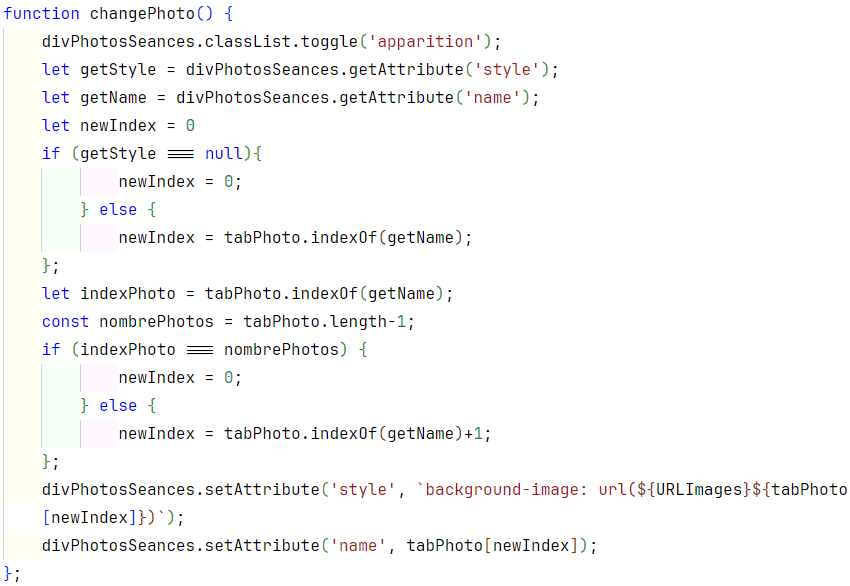 function changePhoto() {
divPhotosSeances.classList.toggle('apparition');
let getStyle = divPhotosSeances.getAttribute('style');
let getName = divPhotosSeances.getAttribute('name');
let newIndex = 0
if (getStyle === null){
newIndex = 0;
} else {
newIndex = tabPhoto.indexOf(getName);
};
let indexPhoto = tabPhoto.indexOf(getName);
const nombrePhotos = tabPhoto.length-1;
if (indexPhoto === nombrePhotos) {
newIndex = 0;
} else {
newIndex = tabPhoto.indexOf(getName)+1;
};
divPhotosSeances.setAttribute('style', `background-image: url(${URLImages}${tabPhoto
[newIndex]})`);
divPhotosSeances.setAttribute('name', tabPhoto[newIndex]);
};